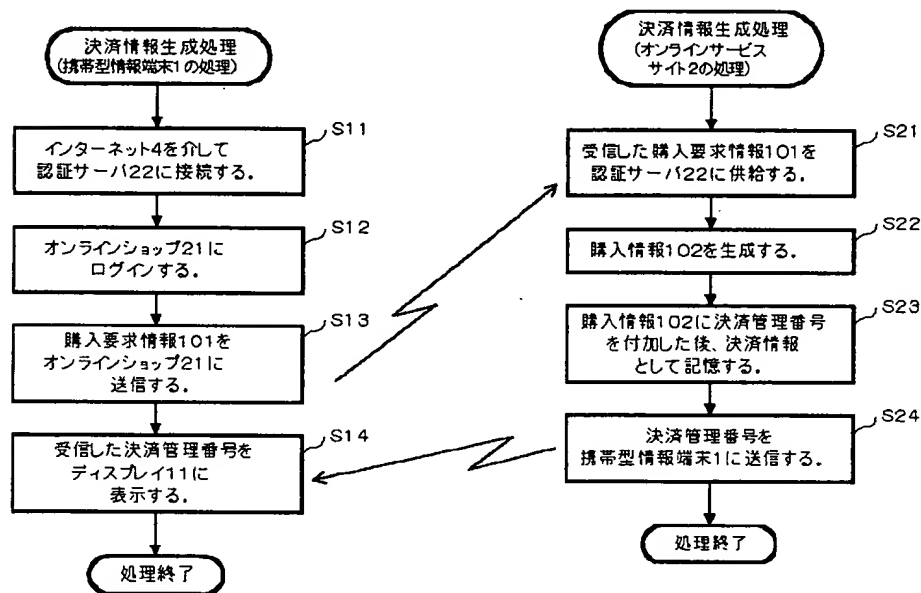 決済情報生成処理
(携帯型情報端末1の処理)
S11
インターネット4を介して
認証サーバ22に接続する。
S12
オンラインショップ21に
ログインする。
S13
購入要求情報101を
オンラインショップ21に
送信する。
S14
受信した決済管理番号を
ディスプレイ11に
表示する。
処理終了
決済情報生成処理
(オンラインサービス
サイト2の処理)
S21
受信した購入要求情報101を
認証サーバ22に供給する。
S22
購入情報102を生成する。
S23
購入情報102に決済管理番号
を付加した後、決済情報
として記憶する。
S24
決済管理番号を
携帯型情報端末1に送信する。
処理終了